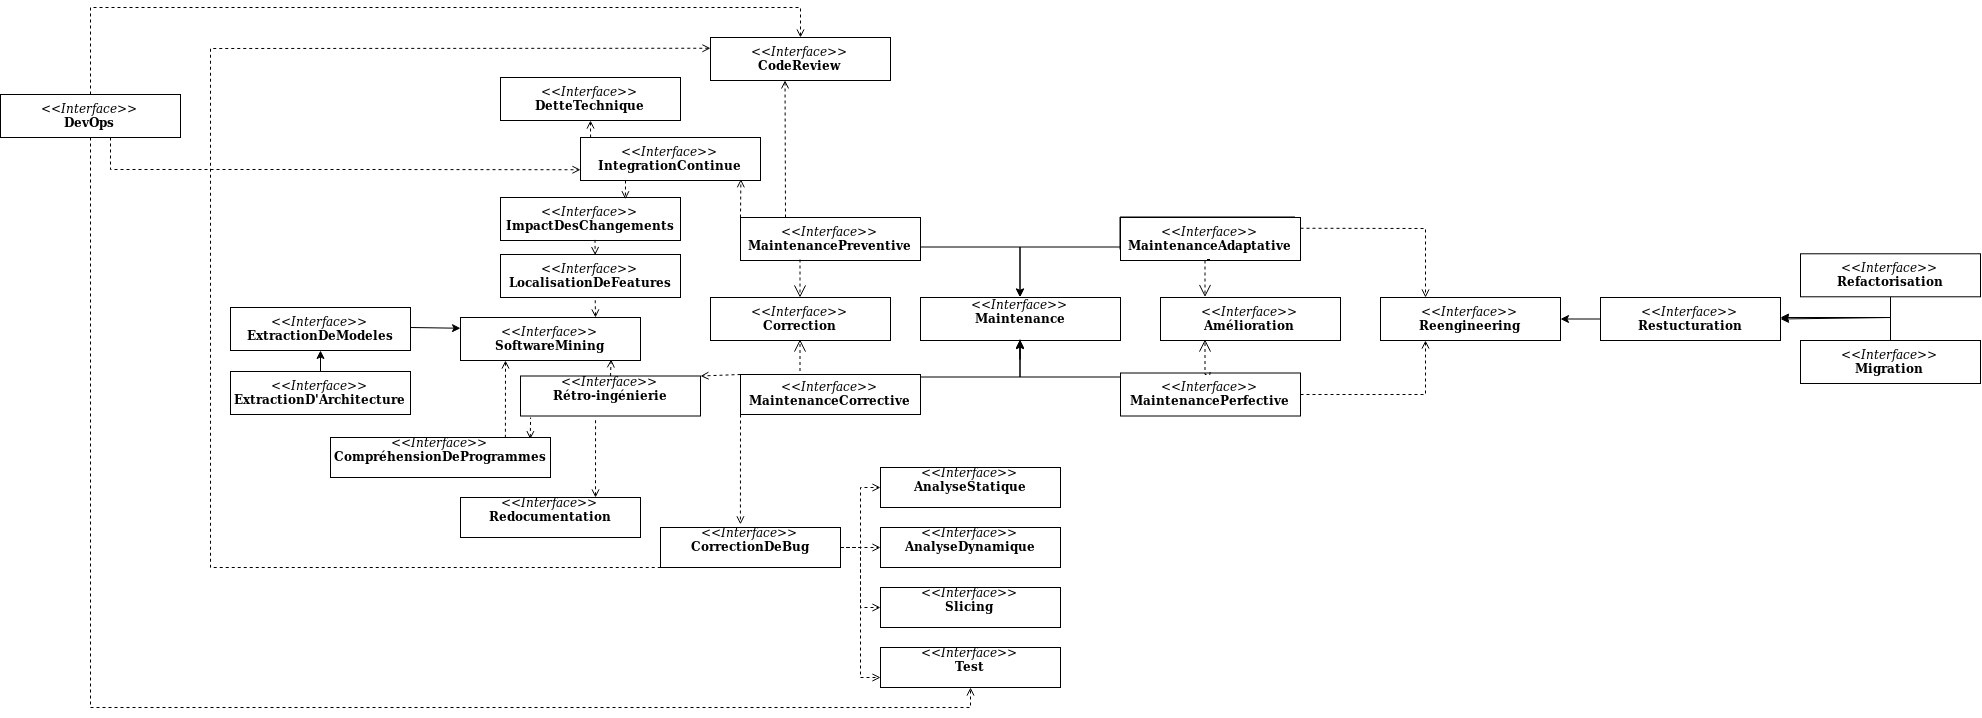 <<Interface>>
CodeReview
<<Interface>>
DetteTechnique
<<Interface>>
DevOps
<<Interface>>
IntegrationContinue
<<Interface>>
ImpactDesChangements
<<Interface>>
MaintenancePreventive
<<Interface>>
MaintenanceAdaptative
<<Interface>>
LocalisationDeFeatures
<<Interface>>
Refactorisation
<<Interface>>
ExtractionDeModeles
<<Interface>>
SoftwareMining
<<Interface>>
Correction
<<Interface>>
Maintenance
<<Interface>>
Amélioration
<<Interface>>
Reengineering
<<Interface>>
Restucturation
<<Interface>>
Migration
<<Interface>>
ExtractionD'Architecture
<<Interface>>
Rétro-ingénierie
<<Interface>>
MaintenanceCorrective
<<Interface>>
MaintenancePerfective
<<Interface>>
CompréhensionDeProgrammes
<<Interface>>
AnalyseStatique
<<Interface>>
Redocumentation
<<Interface>>
CorrectionDeBug
<<Interface>>
AnalyseDynamique
<<Interface>>
Slicing
<<Interface>>
Test